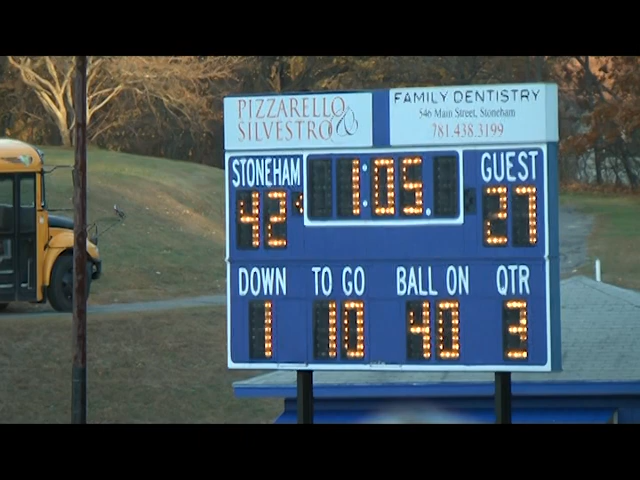 PIZZARELLO
SILVESTRO
FAMILY DENTISTRY
546 Main Street, Stoneham
781.438.3199
STONEHAM
GUEST
42
1:05
27
DOWN TO GO BALL ON QTR
1 10 40 3